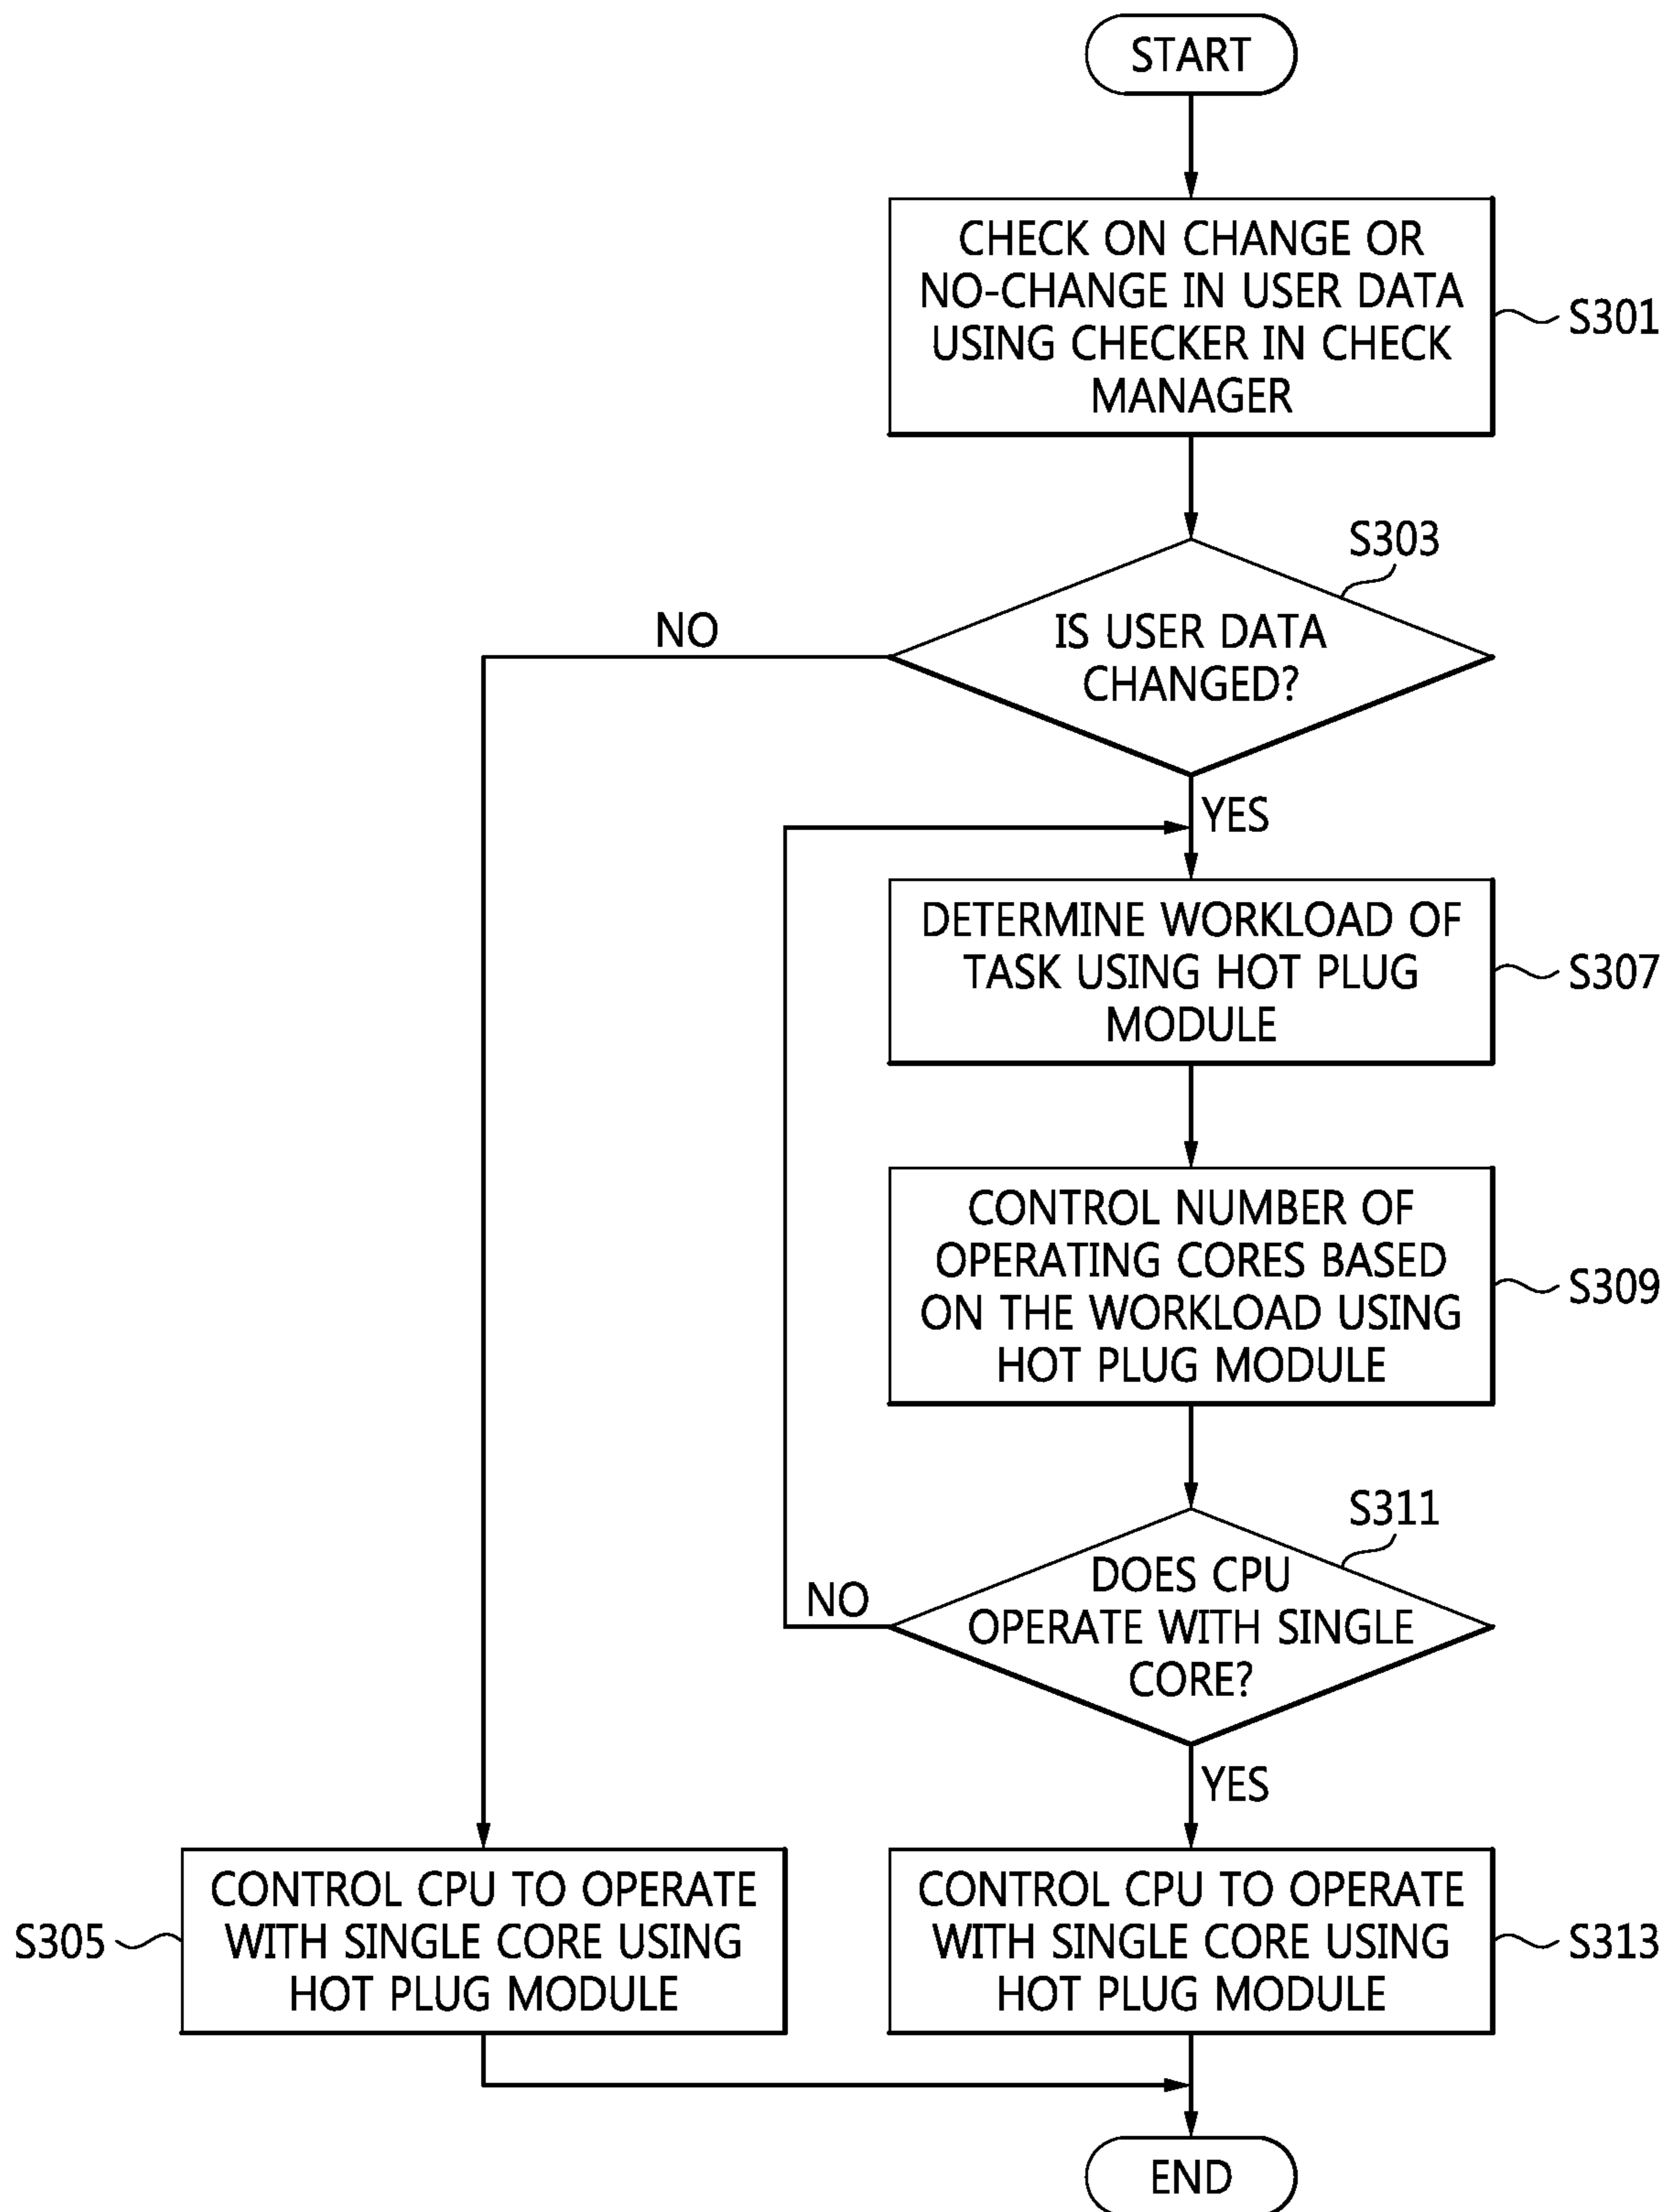 START
CHECK ON CHANGE OR
NO-CHANGE IN USER DATA
USING CHECKER IN CHECK
MANAGER
S301
S303
IS USER DATA
CHANGED?
NO
YES
DETERMINE WORKLOAD OF
TASK USING HOT PLUG
MODULE
S307
CONTROL NUMBER OF
OPERATING CORES BASED
ON THE WORKLOAD USING
HOT PLUG MODULE
S309
S311
DOES CPU
OPERATE WITH SINGLE
CORE?
NO
YES
S305
CONTROL CPU TO OPERATE
WITH SINGLE CORE USING
HOT PLUG MODULE
CONTROL CPU TO OPERATE
WITH SINGLE CORE USING
HOT PLUG MODULE
S313
END